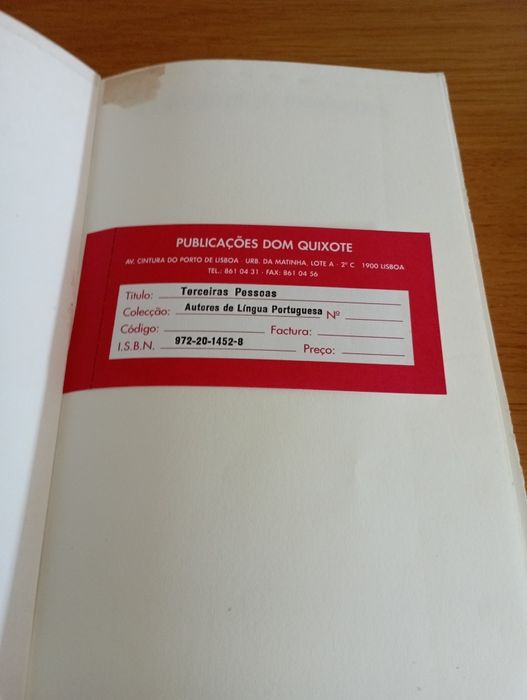 PUBLICAÇÕES DOM QUIXOTE
AV. CINTURA DO PORTO DE LISBOA · URB. DA MATINHA, LOTE A · 2º C 1900 LISBOA
TEL.: 861 04 31 · FAX: 861 04 56
Título: Terceiras Pessoas
Colecção: Autores de Língua Portuguesa Nº
Código: Factura:
I.S.B.N. 972-20-1452-8 Preço: